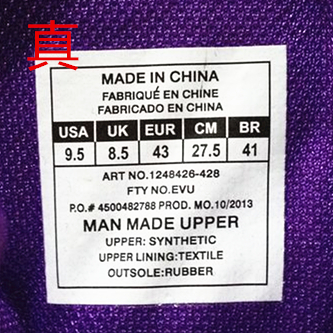 真
MADE IN CHINA
FABRIQUÉ EN CHINE
FABRICADO EN CHINA
USA UK EUR CM BR
9.5 8.5 43 27.5 41
ART NO.1248426-428
FTY NO.EVU
P.O.# 4500482788 PROD. MO.10/2013
MAN MADE UPPER
UPPER: SYNTHETIC
UPPER LINING:TEXTILE
OUTSOLE:RUBBER